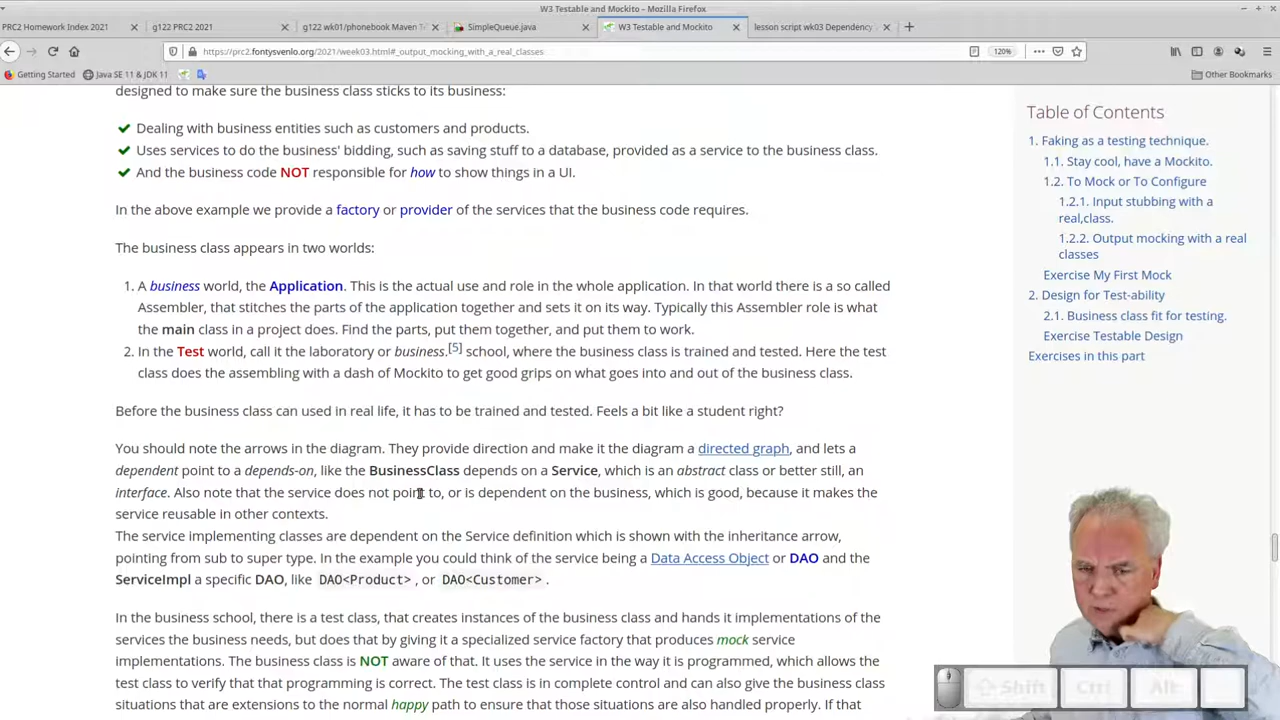 W3 Testable and Mockito - Mozilla Firefox
PRC2 Homework Index 2021
g122 PRC2 2021
g122 wk01/phonebook Maven T
SimpleQueue.java
W3 Testable and Mockito
lesson script wk03 Dependency
https://prc2.fontysvenlo.org/2021/week03.html#_output_mocking_with_a_real_classes
120%
Getting Started
Java SE 11 & JDK 11
Other Bookmarks
designed to make sure the business class sticks to its business:
Dealing with business entities such as customers and products.
Uses services to do the business' bidding, such as saving stuff to a database, provided as a service to the business class.
And the business code NOT responsible for how to show things in a UI.
In the above example we provide a factory or provider of the services that the business code requires.
The business class appears in two worlds:
1. A business world, the Application. This is the actual use and role in the whole application. In that world there is a so called
Assembler, that stitches the parts of the application together and sets it on its way. Typically this Assembler role is what
the main class in a project does. Find the parts, put them together, and put them to work.
2. In the Test world, call it the laboratory or business.[5] school, where the business class is trained and tested. Here the test
class does the assembling with a dash of Mockito to get good grips on what goes into and out of the business class.
Before the business class can used in real life, it has to be trained and tested. Feels a bit like a student right?
You should note the arrows in the diagram. They provide direction and make it the diagram a directed graph, and lets a
dependent point to a depends-on, like the BusinessClass depends on a Service, which is an abstract class or better still, an
interface. Also note that the service does not point to, or is dependent on the business, which is good, because it makes the
service reusable in other contexts.
The service implementing classes are dependent on the Service definition which is shown with the inheritance arrow,
pointing from sub to super type. In the example you could think of the service being a Data Access Object or DAO and the
ServiceImpl a specific DAO, like DAO<Product>, or DAO<Customer>.
In the business school, there is a test class, that creates instances of the business class and hands it implementations of the
services the business needs, but does that by giving it a specialized service factory that produces mock service
implementations. The business class is NOT aware of that. It uses the service in the way it is programmed, which allows the
test class to verify that that programming is correct. The test class is in complete control and can also give the business class
situations that are extensions to the normal happy path to ensure that those situations are also handled properly. If that
Table of Contents
1. Faking as a testing technique.
1.1. Stay cool, have a Mockito.
1.2. To Mock or To Configure
1.2.1. Input stubbing with a
real,class.
1.2.2. Output mocking with a real
classes
Exercise My First Mock
2. Design for Test-ability
2.1. Business class fit for testing.
Exercise Testable Design
Exercises in this part
Shift
Ctrl
Alt